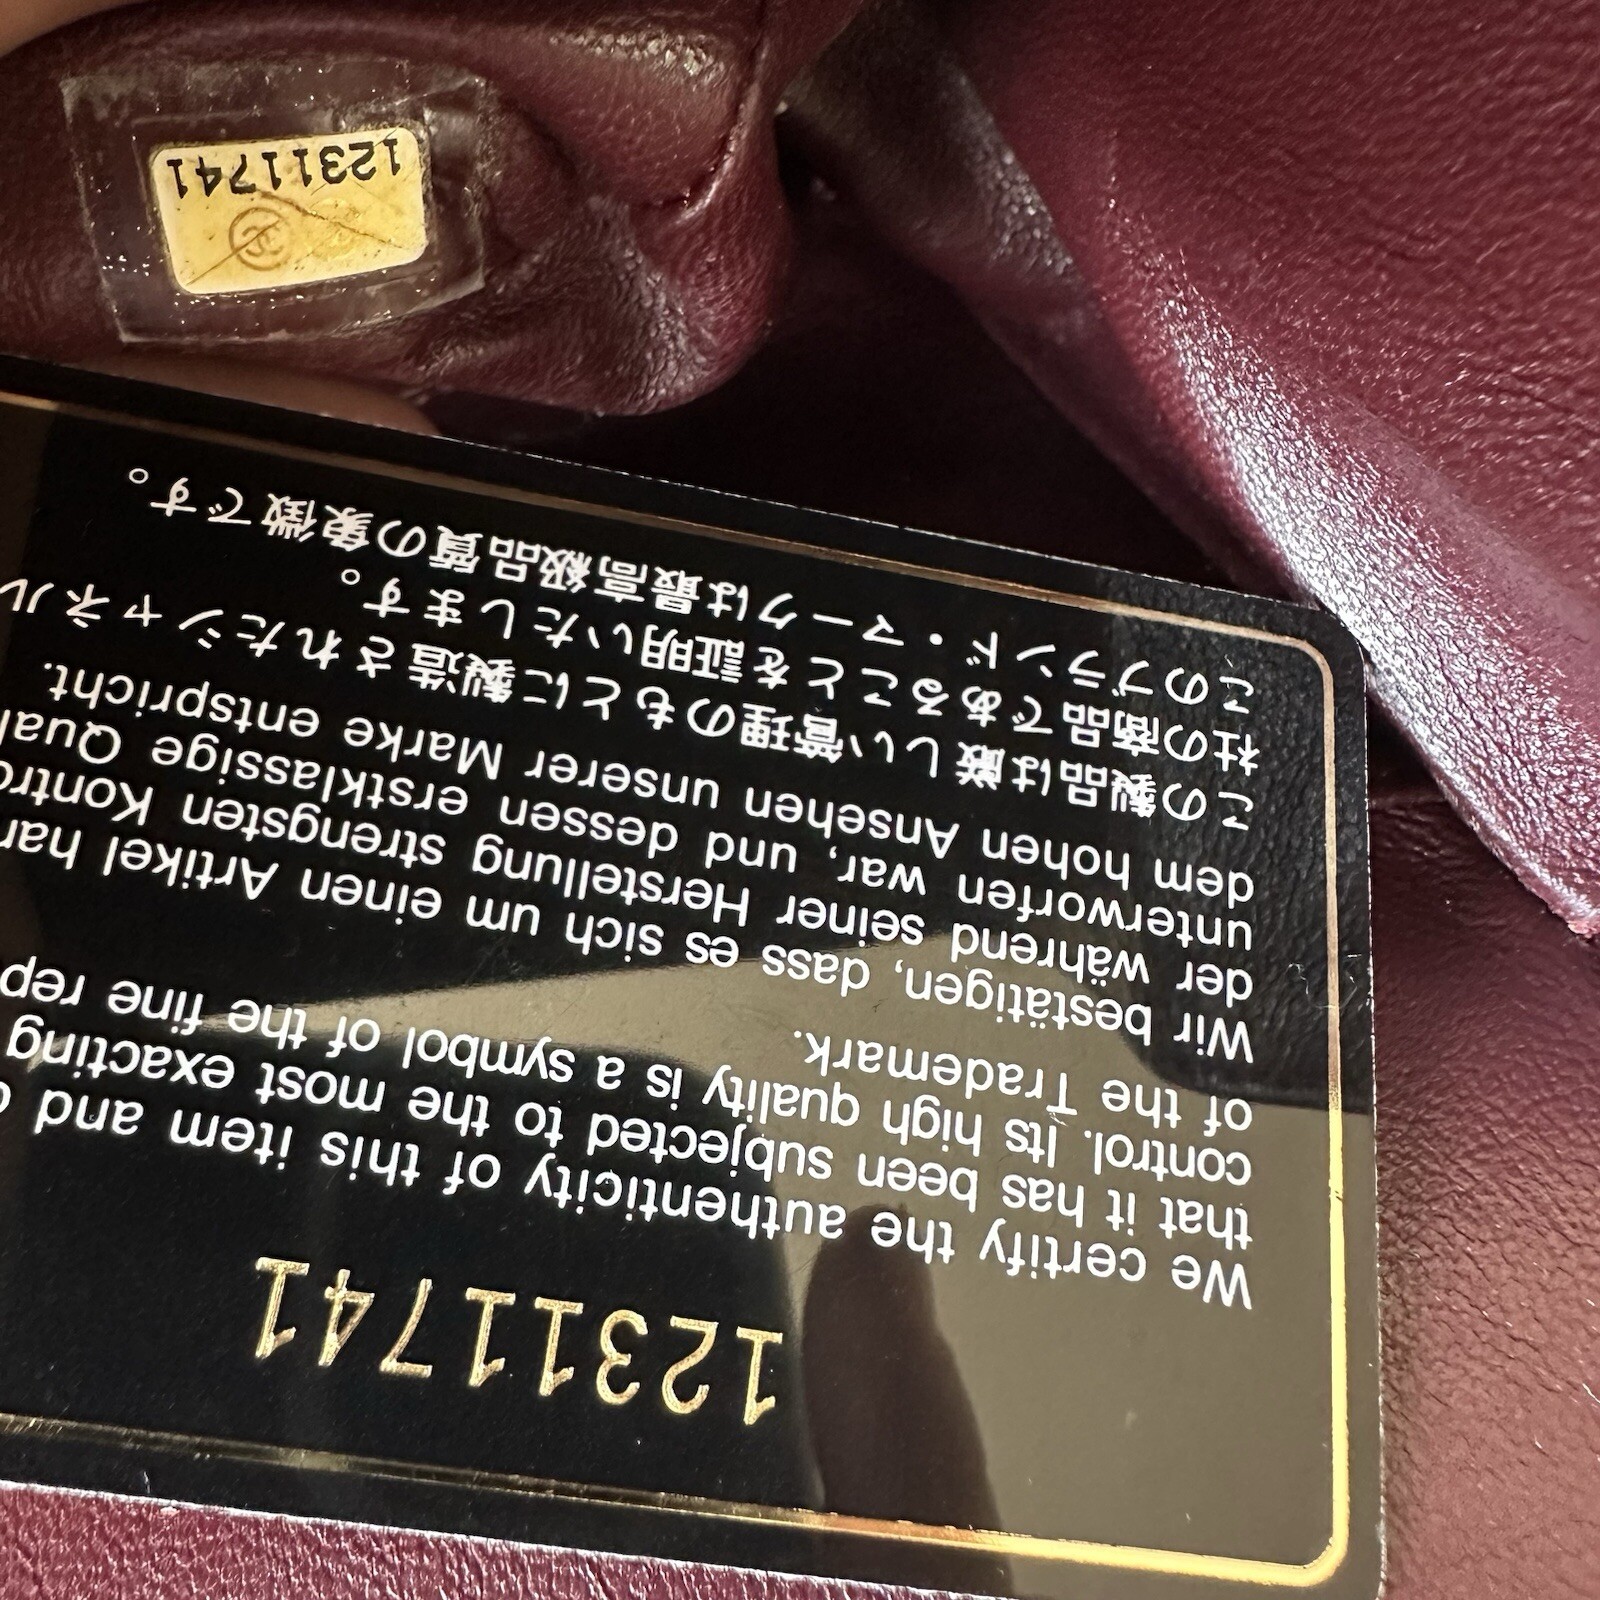 12311741
12311741
We certify the authenticity of this item and
that it has been subjected to the most exacting
control. Its high quality is a symbol of the fine
of the Trademark.
Wir bestätigen, dass es sich um einen Artikel
der während seiner Herstellung strengsten
unterworfen war, und dessen erstklassige
dem hohen Ansehen unserer Marke entspricht.
この製品は厳しい管理のもとに製造されたシャネル
社の商品であることを証明いたします。
このブランド・マークは最高級品質の象徴です。